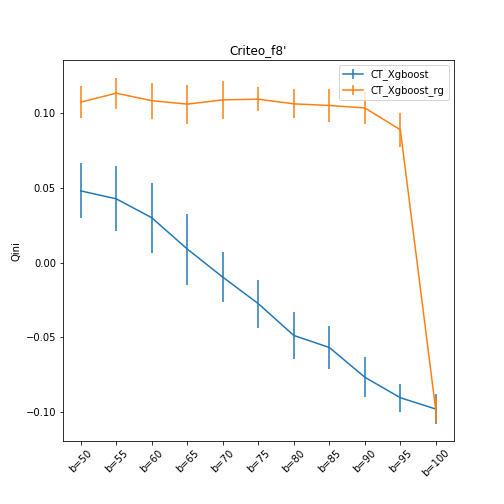 Criteo_f8'
CT_Xgboost
CT_Xgboost_rg
Qini
0.10
0.05
0.00
−0.05
−0.10
b=50
b=55
b=60
b=65
b=70
b=75
b=80
b=85
b=90
b=95
b=100